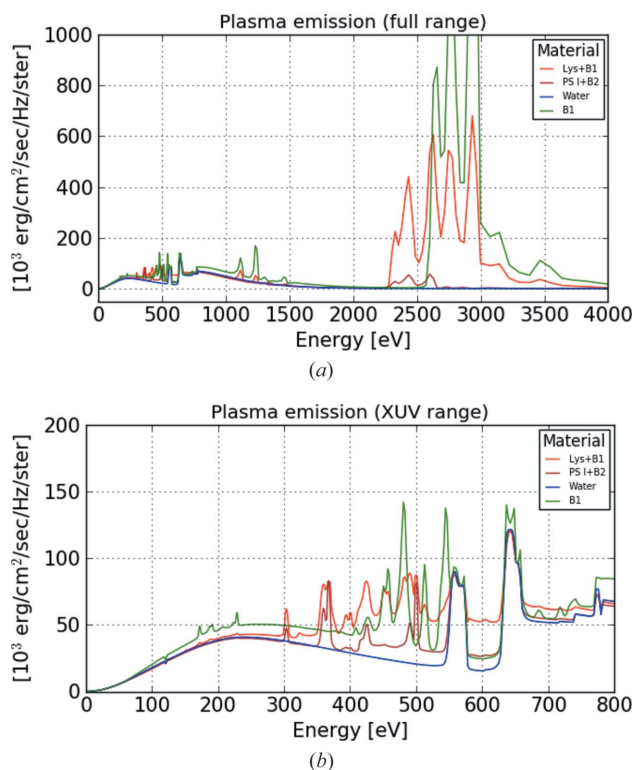 Plasma emission (full range)
1000
800
600
400
200
0
[10³ erg/cm²/sec/Hz/ster]
Material
Lys+B1
PS I+B2
Water
B1
0 500 1000 1500 2000 2500 3000 3500 4000
Energy [eV]
(a)
Plasma emission (XUV range)
200
150
100
50
0
[10³ erg/cm²/sec/Hz/ster]
Material
Lys+B1
PS I+B2
Water
B1
0 100 200 300 400 500 600 700 800
Energy [eV]
(b)